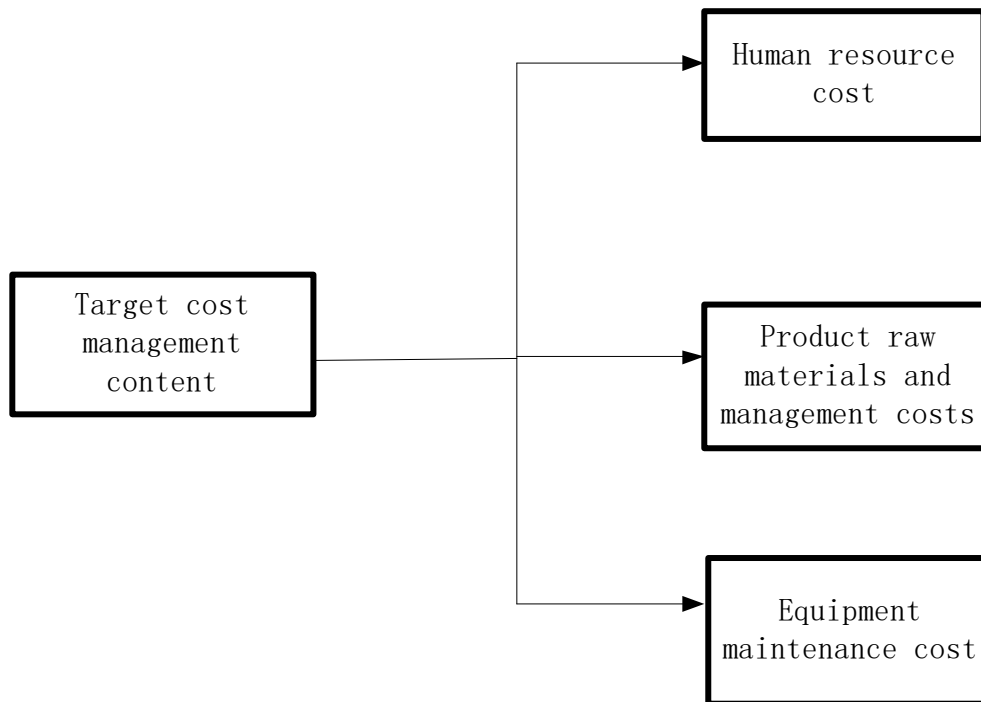 Human resource
cost
Target cost
management
content
Product raw
materials and
management costs
Equipment
maintenance cost